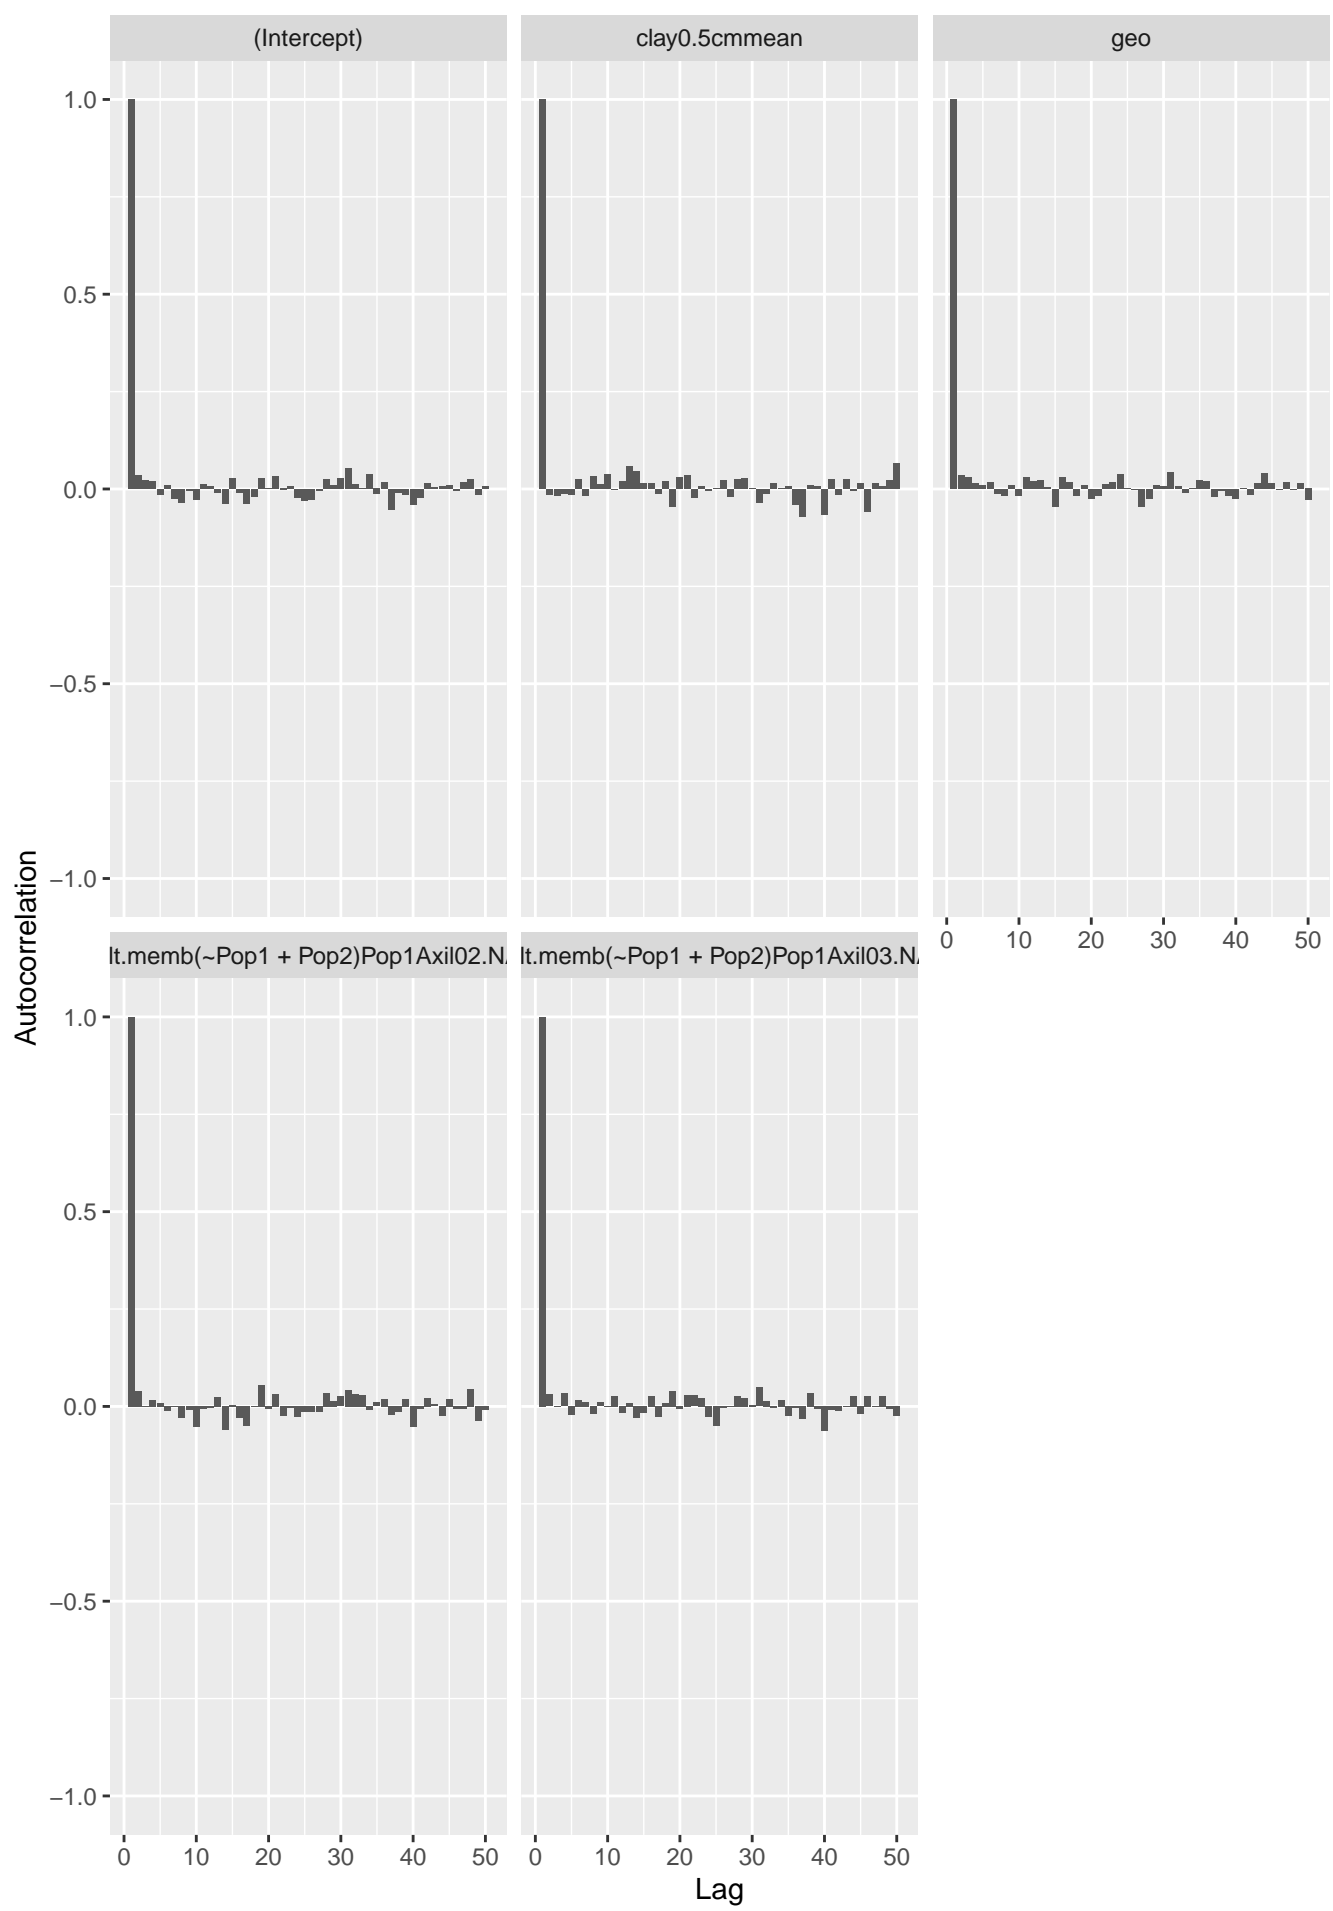 (Intercept)
clay0.5cmmean
geo
1.0
0.5
0.0
−0.5
−1.0
0 10 20 30 40 50
lt.memb(~Pop1 + Pop2)Pop1Axil02.N
lt.memb(~Pop1 + Pop2)Pop1Axil03.N
1.0
0.5
0.0
−0.5
−1.0
0 10 20 30 40 50
0 10 20 30 40 50
Autocorrelation
Lag